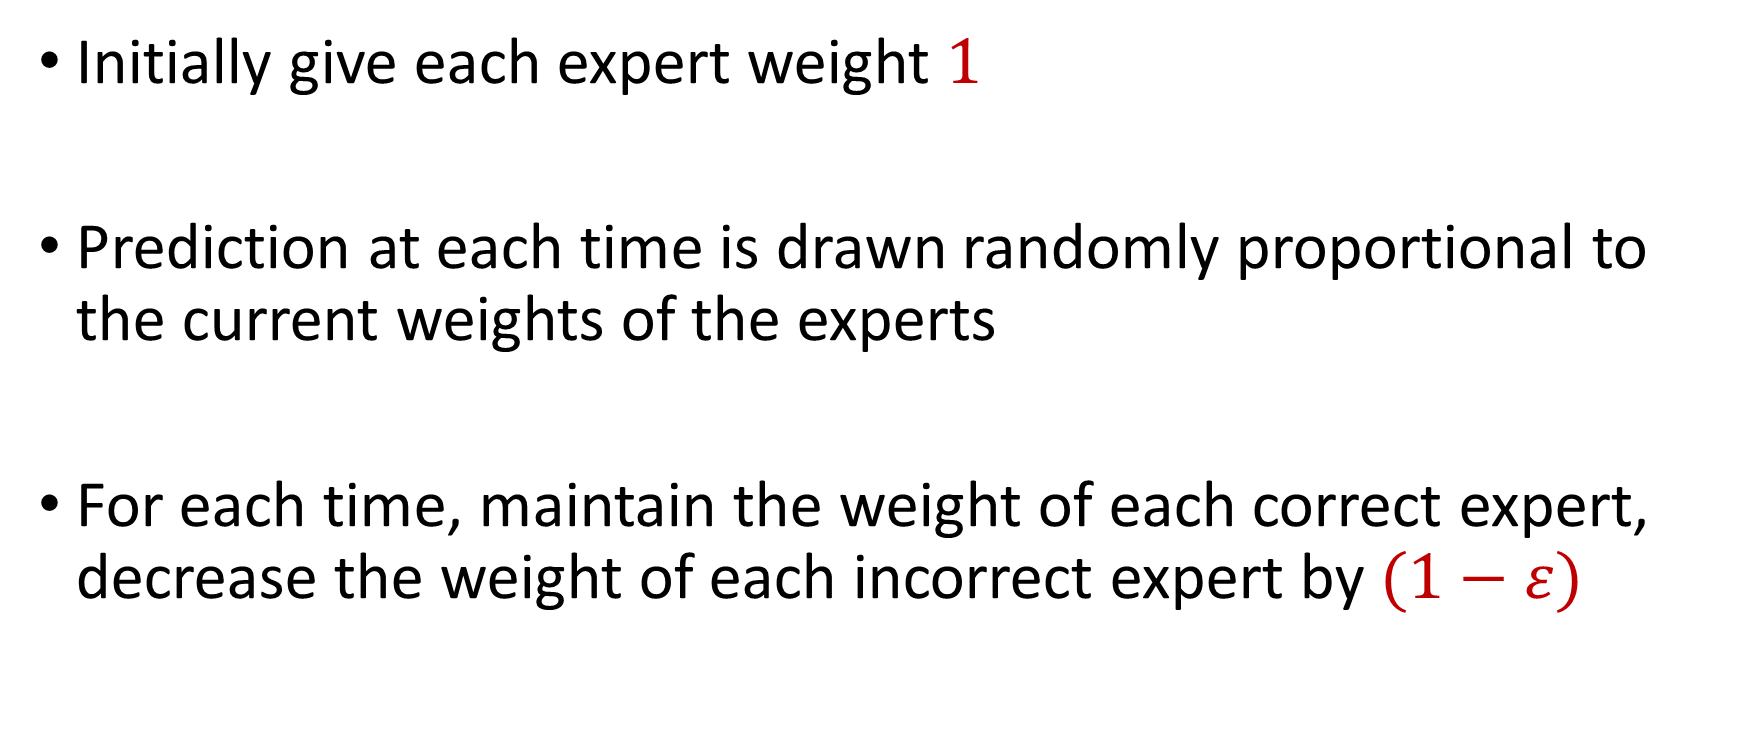 • Initially give each expert weight 1
• Prediction at each time is drawn randomly proportional to
the current weights of the experts
• For each time, maintain the weight of each correct expert,
decrease the weight of each incorrect expert by (1 − ε)